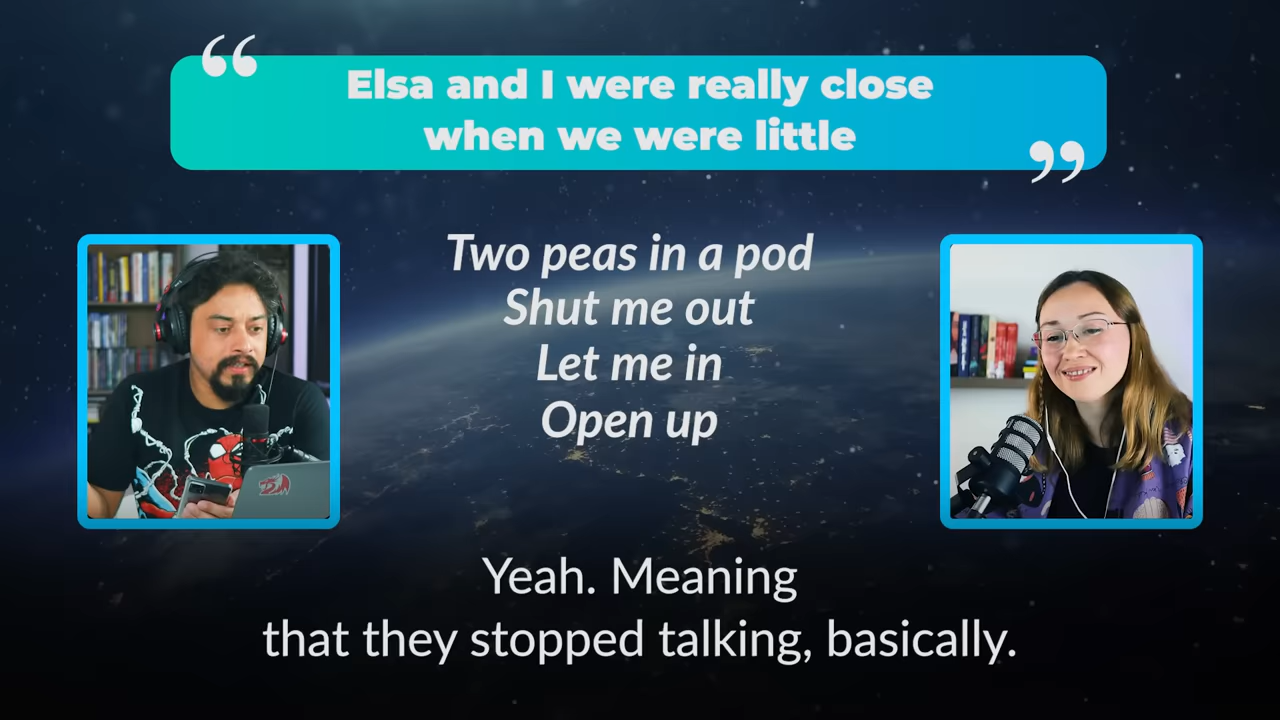 “ Elsa and I were really close
when we were little ”
Two peas in a pod
Shut me out
Let me in
Open up
Yeah. Meaning
that they stopped talking, basically.